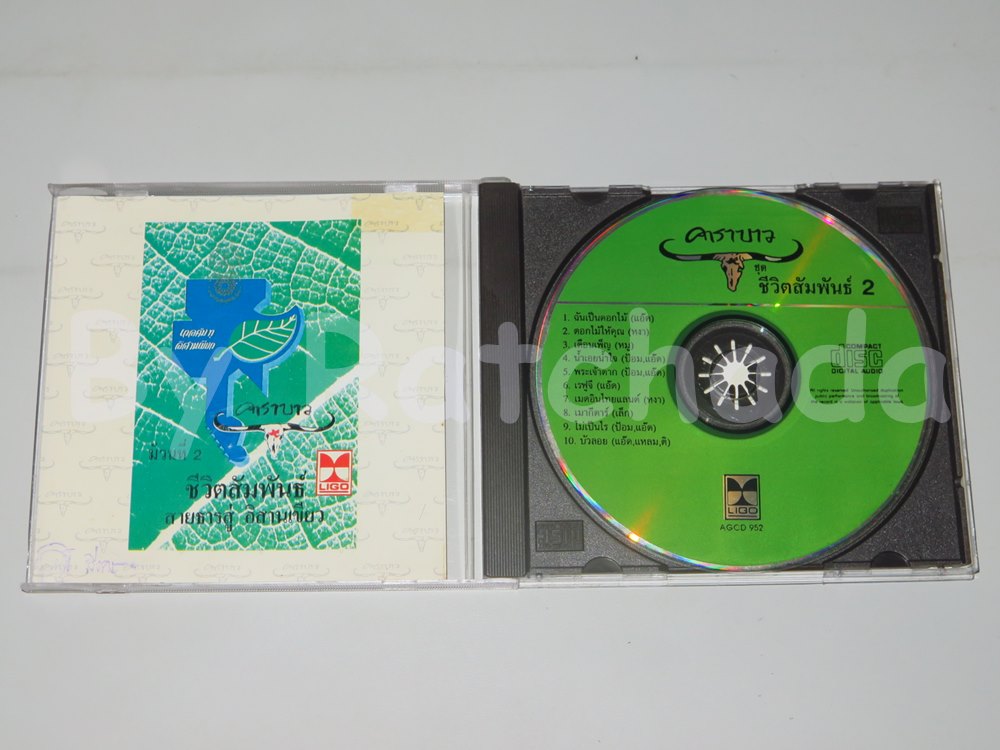 คาราบาว
ม้วนที่ 2
ชีวิตสัมพันธ์
สายธารสู่ อีสานเขียว
LIGO
คาราบาว
ชุด
ชีวิตสัมพันธ์ 2
1. ฉันเป็นดอกไม้ (แอ๊ด)
2. ดอกไม้ให้คุณ (หงา)
3. เดือนเพ็ญ (หมู)
4. น้ำเอยน้ำใจ (ป้อม,แอ๊ด)
5. พระเจ้าตาก (ป้อม,แอ๊ด)
6. เรฟูจี (แอ๊ด)
7. เมดอินไทยแลนด์ (หงา)
8. เมากีตาร์ (เล็ก)
9. ไม่เป็นไร (ป้อม,แอ๊ด)
10. บัวลอย (แอ๊ด,แหลม,ติ)
COMPACT
disc
DIGITAL AUDIO
LIGO
AGCD 952
By Ratchada